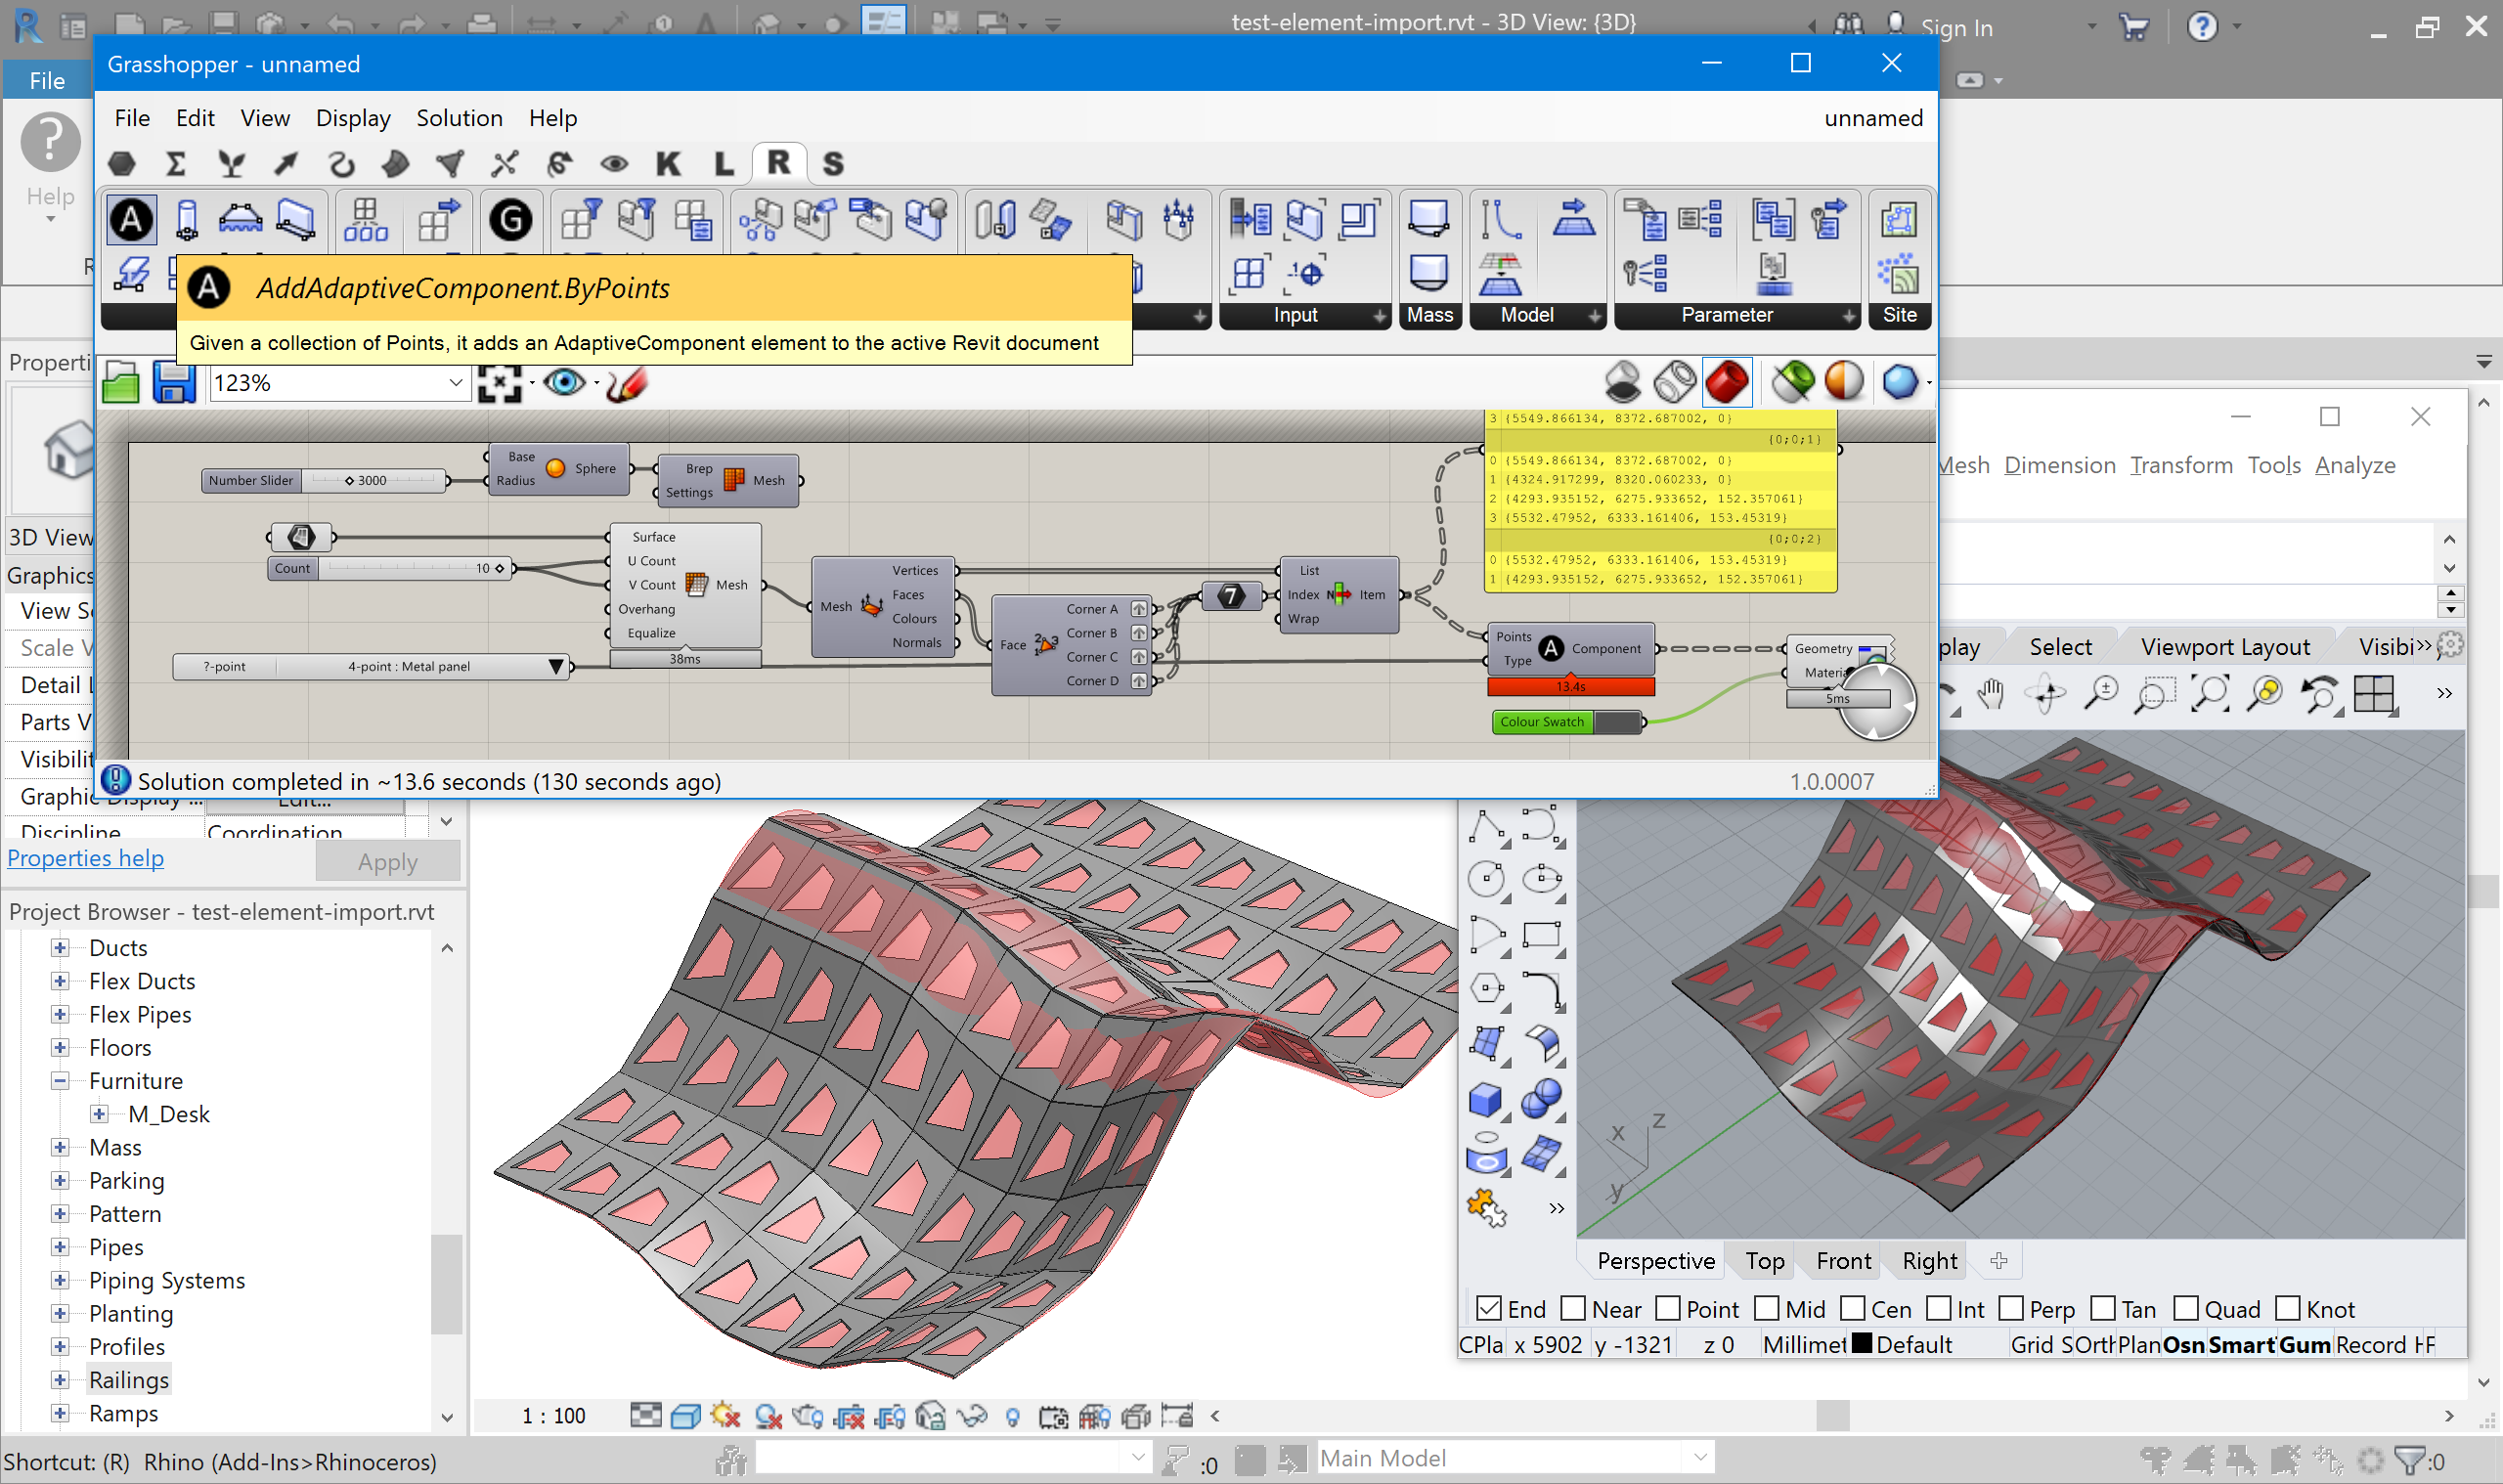 test-element-import.rvt - 3D View: {3D}
Sign In
File
Help
Grasshopper - unnamed
File Edit View Display Solution Help
unnamed
K L R S
A G
Input Mass Model Parameter Site
A AddAdaptiveComponent.ByPoints
Given a collection of Points, it adds an AdaptiveComponent element to the active Revit document
123%
3 {5549.866134, 8372.687002, 0}
{0;0;1}
0 {5549.866134, 8372.687002, 0}
1 {4324.917299, 8320.060233, 0}
2 {4293.935152, 6275.933652, 152.357061}
3 {5532.47952, 6333.161406, 153.45319}
{0;0;2}
0 {5532.47952, 6333.161406, 153.45319}
1 {4293.935152, 6275.933652, 152.357061}
Number Slider 3000
Base
Radius
Sphere
Brep
Settings
Mesh
Count 10
Surface
U Count
V Count
Overhang
Equalize
Mesh
38ms
?-point 4-point : Metal panel
Mesh
Vertices
Faces
Colours
Normals
Face
Corner A
Corner B
Corner C
Corner D
7
List
Index
Wrap
Item
Points
Type
A
Component
13.4s
Colour Swatch
Geometry
5ms
Solution completed in ~13.6 seconds (130 seconds ago)
1.0.0007
Properti
3D View
Graphics
View S
Scale V
Detail L
Parts V
Visibilit
Graphic Display ...
Edit...
Discipline Coordination
Properties help
Apply
Project Browser - test-element-import.rvt
Ducts
Flex Ducts
Flex Pipes
Floors
Furniture
M_Desk
Mass
Parking
Pattern
Pipes
Piping Systems
Planting
Profiles
Railings
Ramps
Mesh Dimension Transform Tools Analyze
play Select Viewport Layout Visibi
z
x
y
Perspective Top Front Right
End Near Point Mid Cen Int Perp Tan Quad Knot
CPla x 5902 y -1321 z 0 Millimet Default Grid S Orth Plan Osn Smart Gum Record H F
1 : 100
Shortcut: (R) Rhino (Add-Ins>Rhinoceros)
:0
Main Model
:0